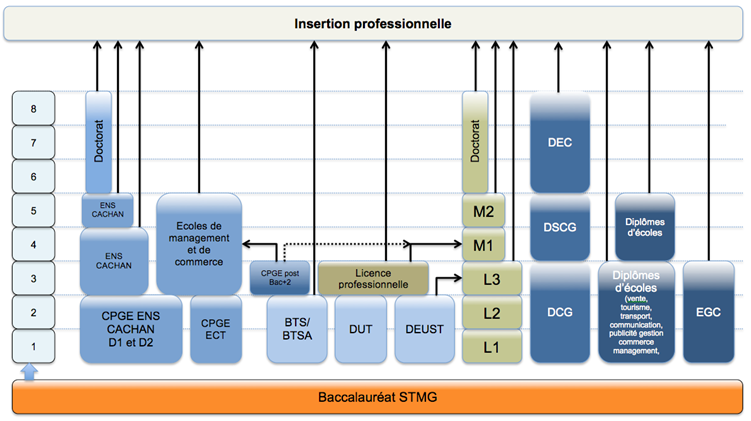 Insertion professionnelle
8
7
6
5
4
3
2
1
Doctorat
ENS
CACHAN
ENS
CACHAN
CPGE ENS
CACHAN
D1 et D2
Ecoles de
management
et de
commerce
CPGE
ECT
CPGE post
Bac+2
BTS/
BTSA
Licence
professionnelle
DUT
DEUST
Doctorat
M2
M1
L3
L2
L1
DEC
DSCG
DCG
Diplômes
d'écoles
Diplômes
d'écoles
(vente,
tourisme,
transport,
communication,
publicité gestion
commerce
management,
EGC
Baccalauréat STMG